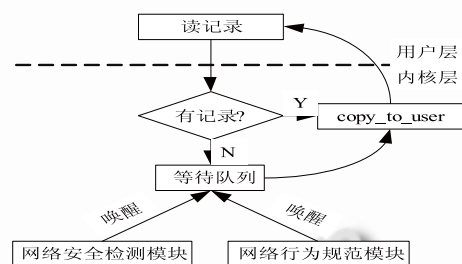 读记录
用户层
内核层
有记录?
Y
copy_to_user
N
等待队列
唤醒
唤醒
网络安全检测模块
网络行为规范模块